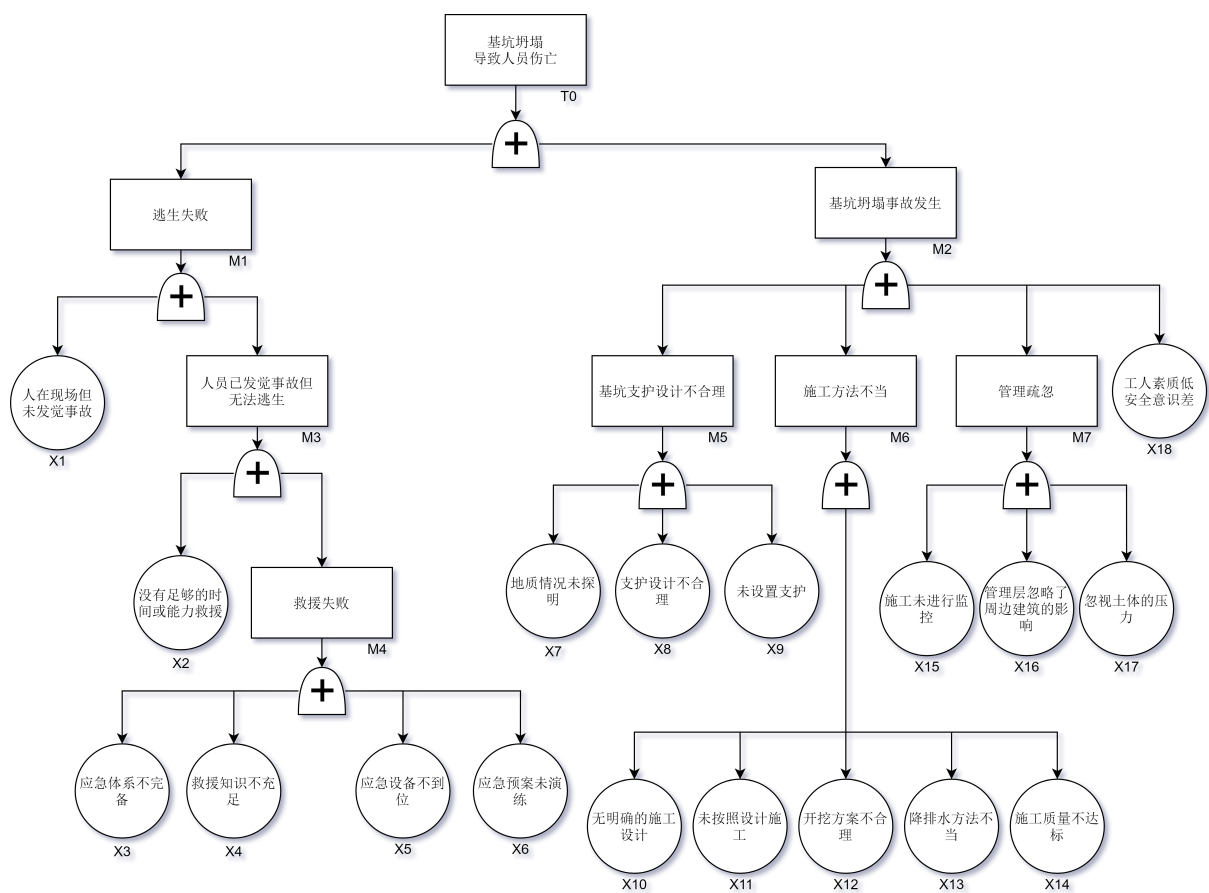 基坑坍塌
导致人员伤亡
T0
+
逃生失败
M1
基坑坍塌事故发生
M2
+
+
人在现场但
未发觉事故
X1
人员已发觉事故但
无法逃生
M3
基坑支护设计不合理
M5
施工方法不当
M6
管理疏忽
M7
工人素质低
安全意识差
X18
+
+
+
+
没有足够的时
间或能力救援
X2
救援失败
M4
地质情况未探
明
X7
支护设计不合
理
X8
未设置支护
X9
施工未进行监
控
X15
管理层忽略了
周边建筑的影
响
X16
忽视土体的压
力
X17
+
应急体系不完
备
X3
救援知识不充
足
X4
应急设备不到
位
X5
应急预案未演
练
X6
无明确的施工
设计
X10
未按照设计施
工
X11
开挖方案不合
理
X12
降排水方法不
当
X13
施工质量不达
标
X14